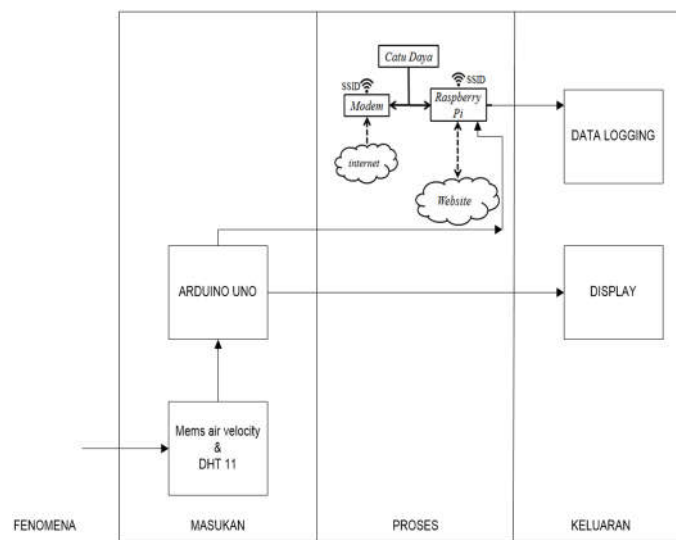 Catu Daya
SSID
SSID
Modem
Raspberry
Pi
internet
Website
DATA LOGGING
ARDUINO UNO
DISPLAY
Mems air velocity
&
DHT 11
FENOMENA
MASUKAN
PROSES
KELUARAN